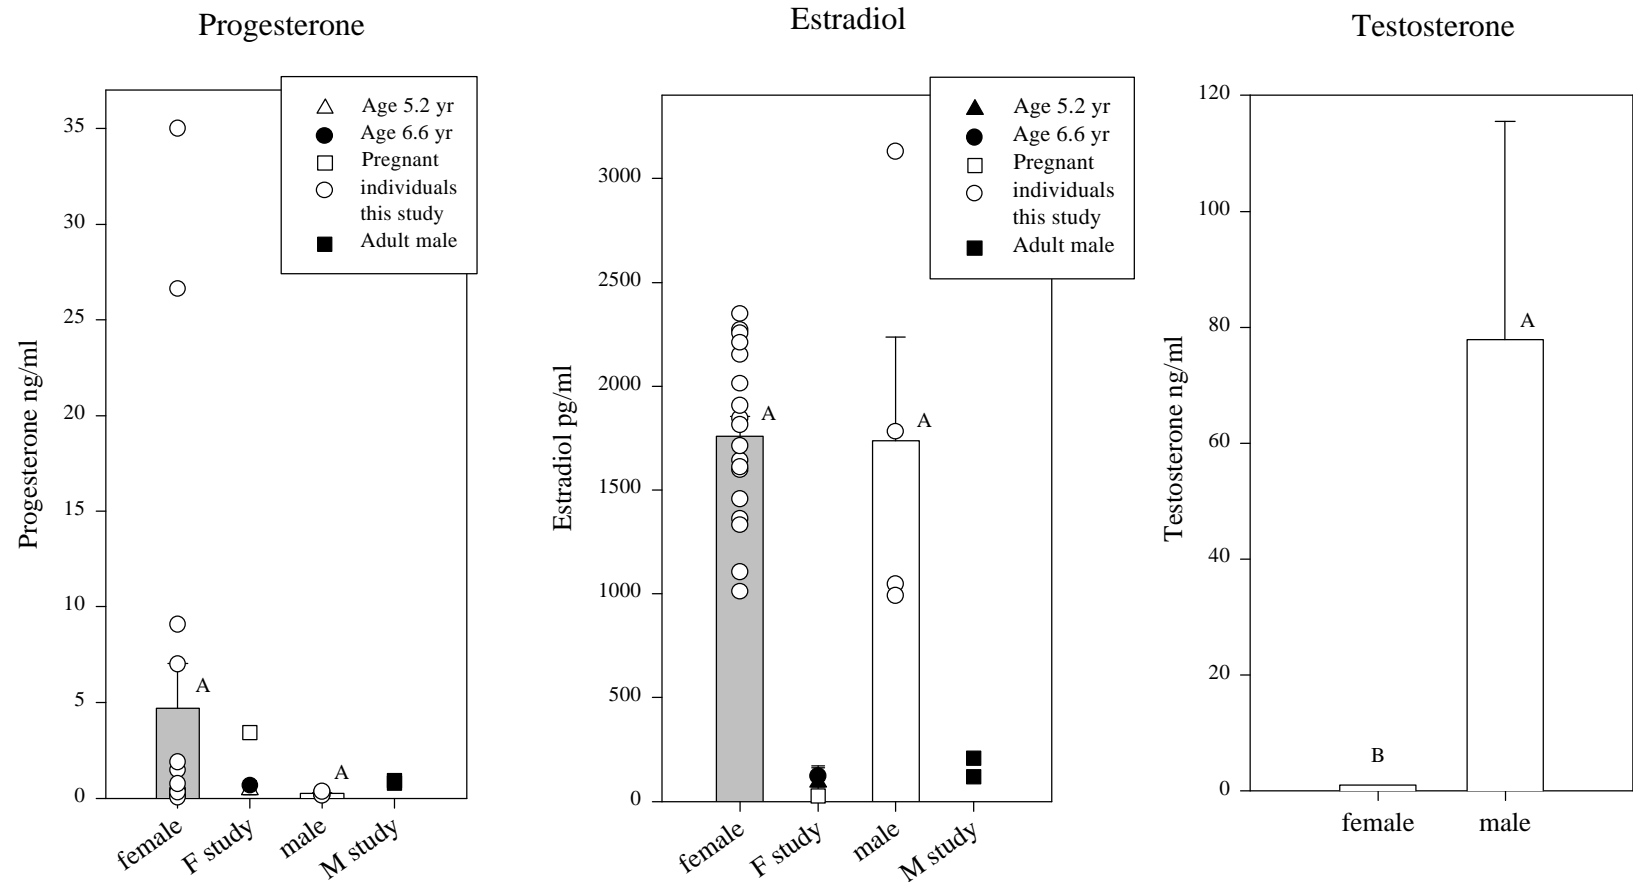 Progesterone
Estradiol
Testosterone
Progesterone ng/ml
35
30
25
20
15
10
5
0
Age 5.2 yr
Age 6.6 yr
Pregnant
individuals
this study
Adult male
A
A
female
F study
male
M study
Estradiol pg/ml
3000
2500
2000
1500
1000
500
0
Age 5.2 yr
Age 6.6 yr
Pregnant
individuals
this study
Adult male
A
A
female
F study
male
M study
Testosterone ng/ml
120
100
80
60
40
20
0
B
A
female
male